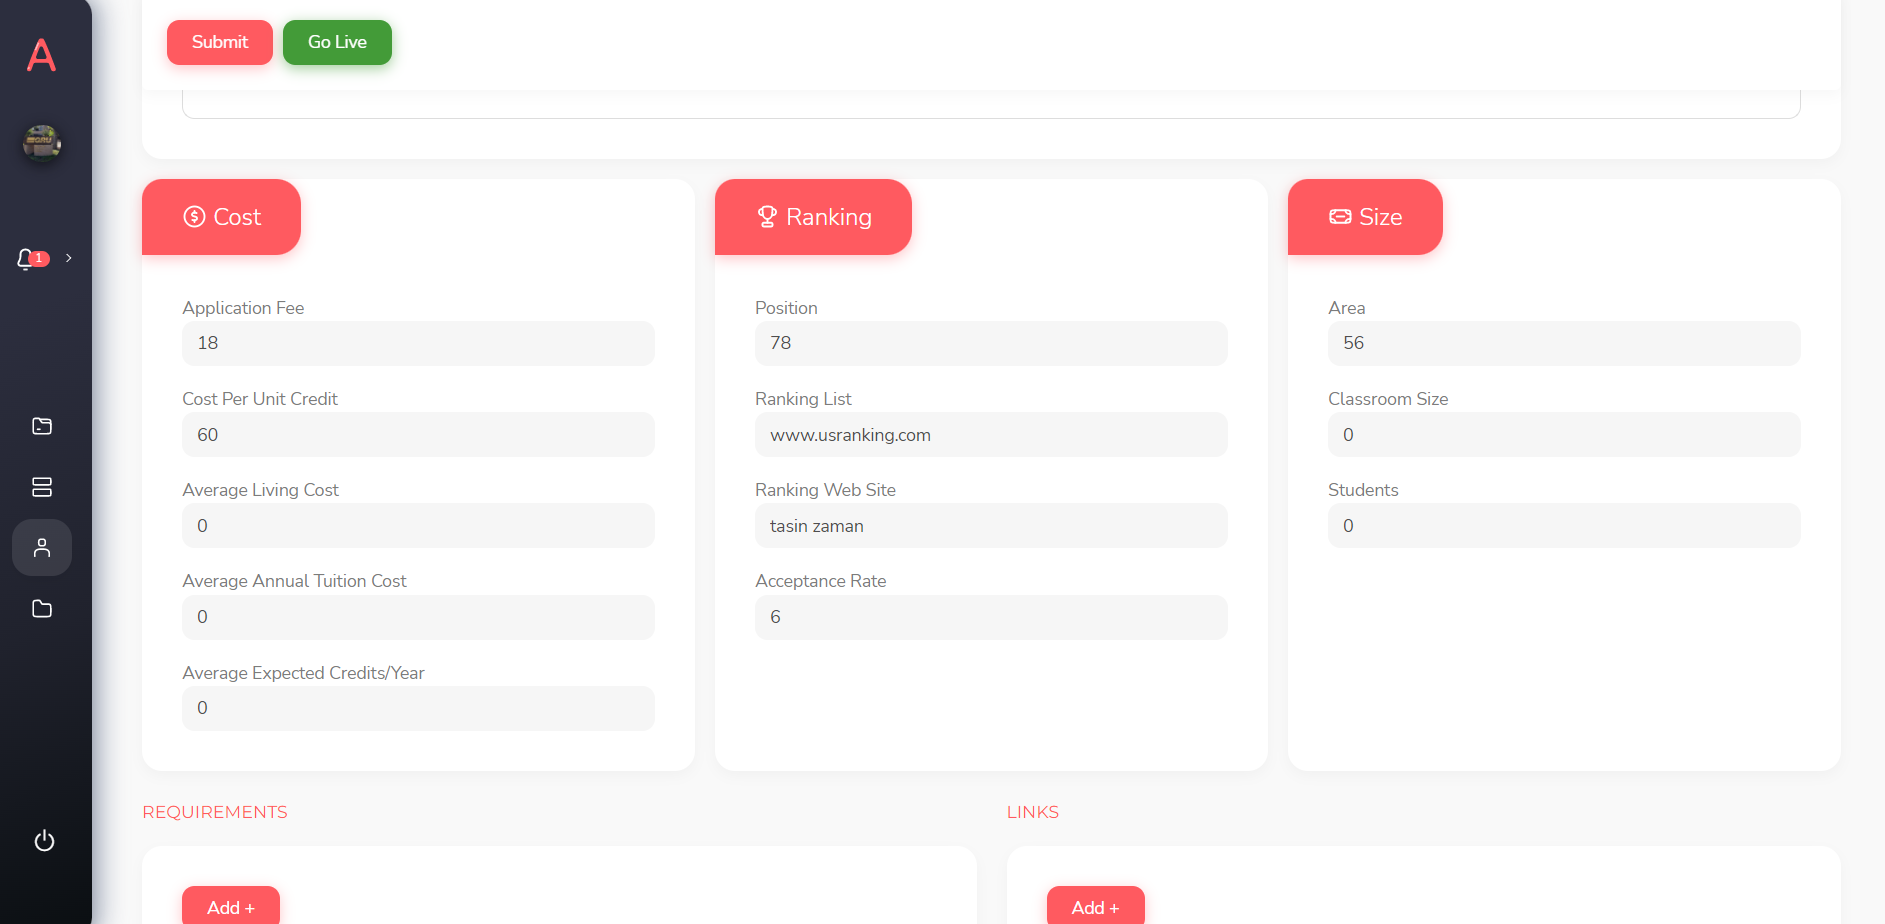 A
Submit
Go Live
1
Cost
Application Fee
18
Cost Per Unit Credit
60
Average Living Cost
0
Average Annual Tuition Cost
0
Average Expected Credits/Year
0
Ranking
Position
78
Ranking List
www.usranking.com
Ranking Web Site
tasin zaman
Acceptance Rate
6
Size
Area
56
Classroom Size
0
Students
0
REQUIREMENTS
Add +
LINKS
Add +